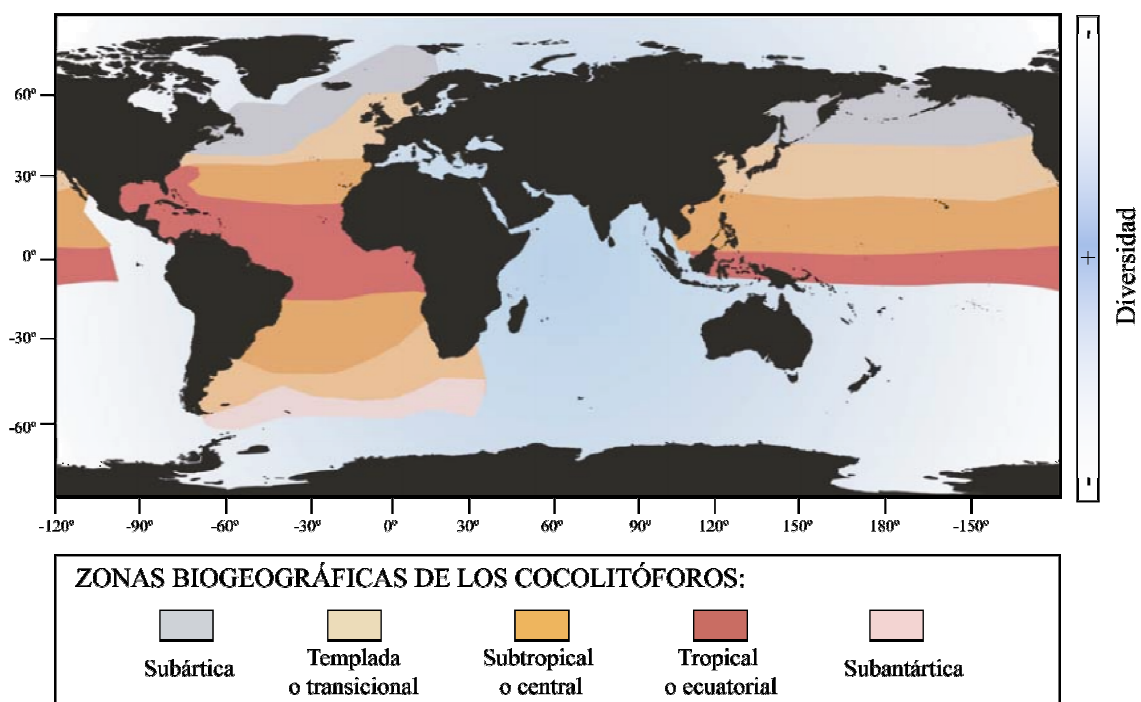 60º
30º
0º
-30º
-60º
-120º -90º -60º -30º 0º 30º 60º 90º 120º 150º 180º -150º
-
+
-
Diversidad
ZONAS BIOGEOGRÁFICAS DE LOS COCOLITÓFOROS:
Subártica
Templada
o transicional
Subtropical
o central
Tropical
o ecuatorial
Subantártica